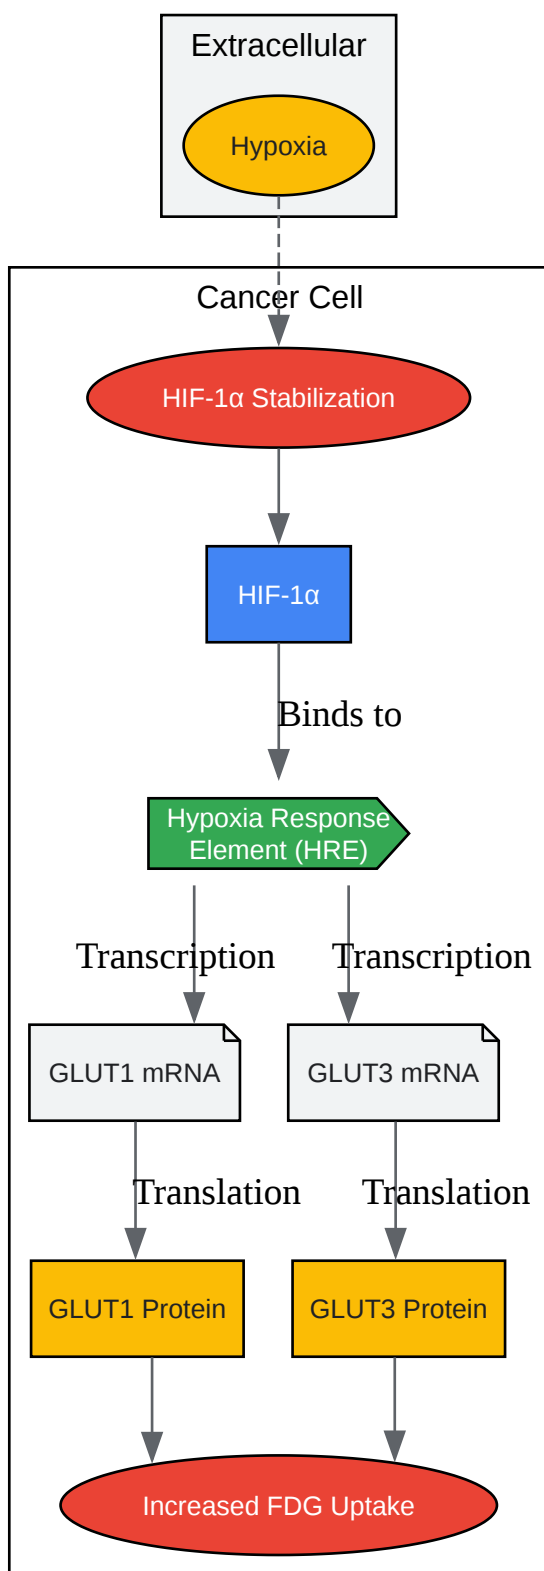 Extracellular
Hypoxia
Cancer Cell
HIF-1α Stabilization
HIF-1α
Binds to
Hypoxia Response
Element (HRE)
Transcription
Transcription
GLUT1 mRNA
GLUT3 mRNA
Translation
Translation
GLUT1 Protein
GLUT3 Protein
Increased FDG Uptake